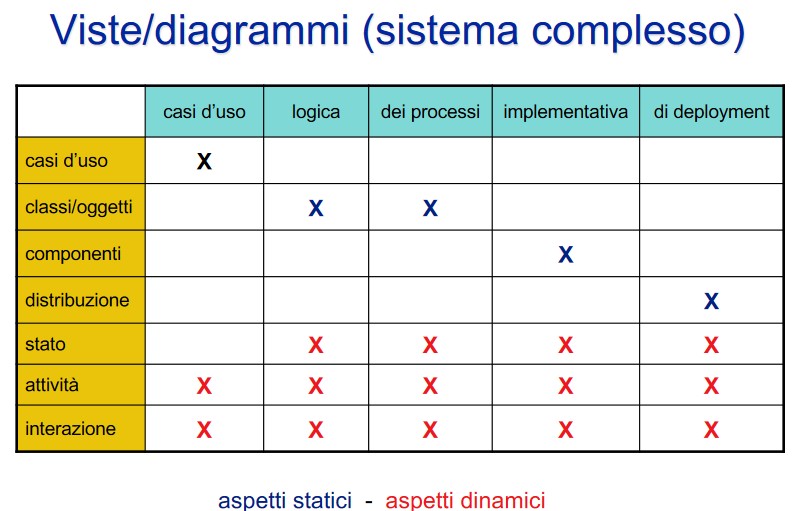 Viste/diagrammi (sistema complesso)
casi d’uso logica dei processi implementativa di deployment
casi d’uso X
classi/oggetti X X
componenti X
distribuzione X
stato X X X X
attività X X X X X
interazione X X X X X
aspetti statici - aspetti dinamici